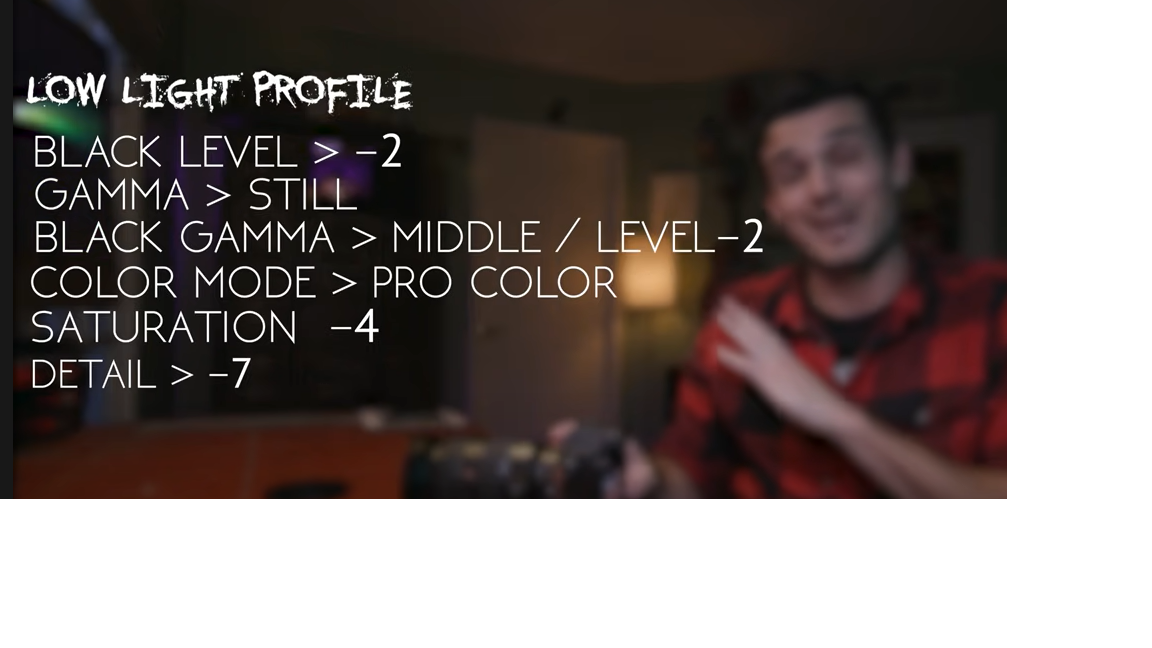 LOW LIGHT PROFILE
BLACK LEVEL > -2
GAMMA > STILL
BLACK GAMMA > MIDDLE / LEVEL-2
COLOR MODE > PRO COLOR
SATURATION -4
DETAIL > -7